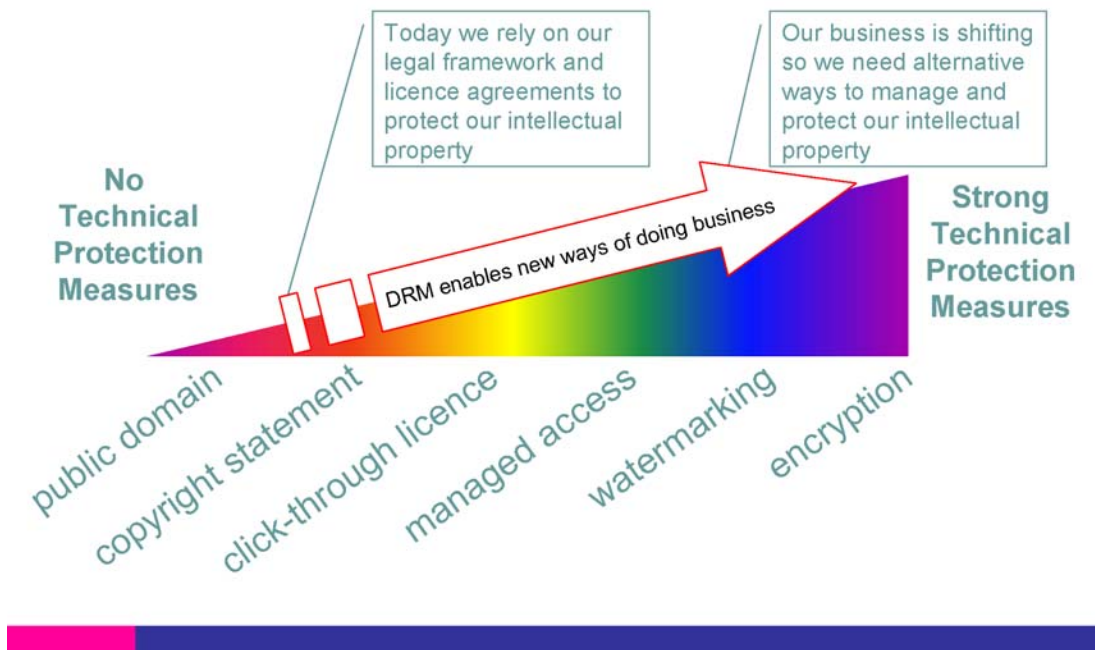 Today we rely on our
legal framework and
licence agreements to
protect our intellectual
property
Our business is shifting
so we need alternative
ways to manage and
protect our intellectual
property
No
Technical
Protection
Measures
DRM enables new ways of doing business
Strong
Technical
Protection
Measures
public domain
copyright statement
click-through licence
managed access
watermarking
encryption